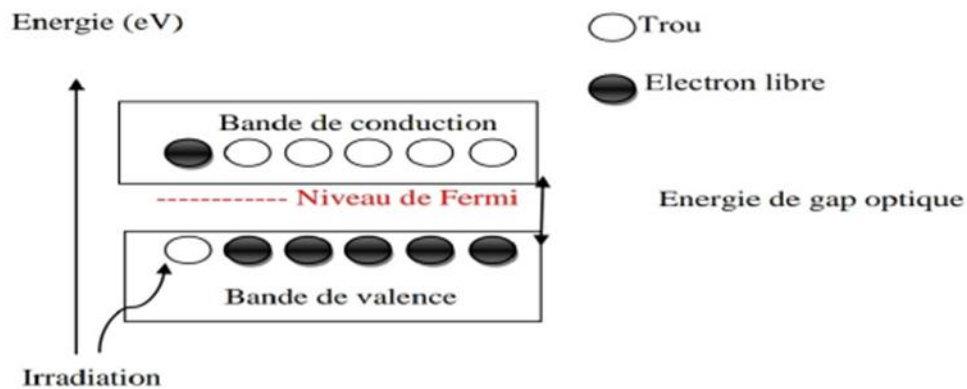 Energie (eV)
Trou
Electron libre
Bande de conduction
------------ Niveau de Fermi
Energie de gap optique
Bande de valence
Irradiation